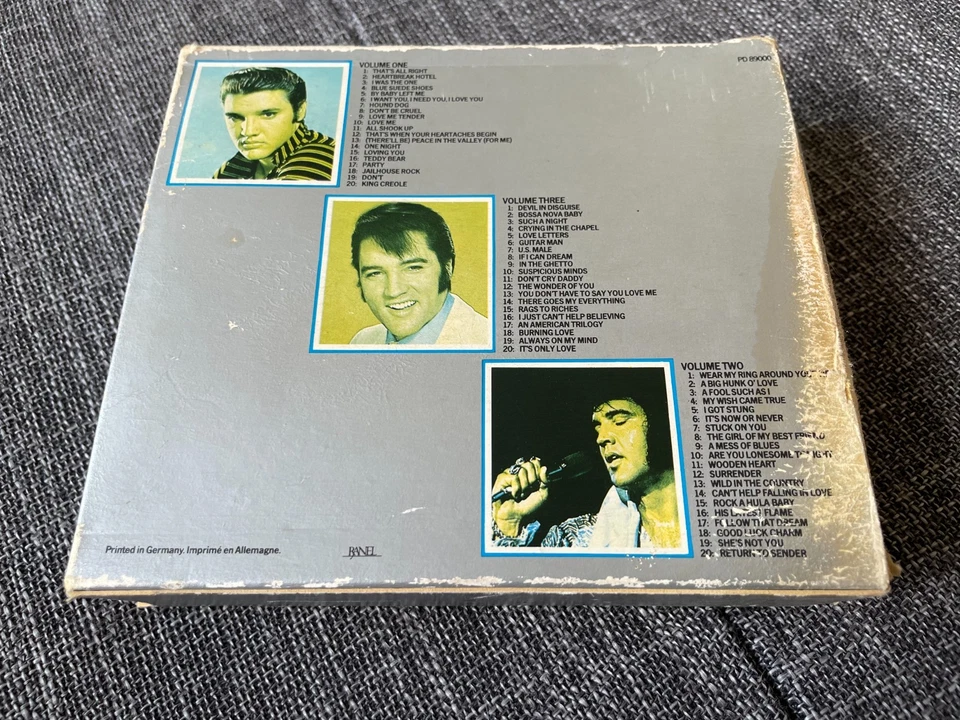 PD 89000
VOLUME ONE
1: THAT'S ALL RIGHT
2: HEARTBREAK HOTEL
3: I WAS THE ONE
4: BLUE SUEDE SHOES
5: BY BABY LEFT ME
6: I WANT YOU, I NEED YOU, I LOVE YOU
7: HOUND DOG
8: DON'T BE CRUEL
9: LOVE ME TENDER
10: LOVE ME
11: ALL SHOOK UP
12: THAT'S WHEN YOUR HEARTACHES BEGIN
13: (THERE'LL BE) PEACE IN THE VALLEY (FOR ME)
14: ONE NIGHT
15: LOVING YOU
16: TEDDY BEAR
17: PARTY
18: JAILHOUSE ROCK
19: DON'T
20: KING CREOLE
VOLUME THREE
1: DEVIL IN DISGUISE
2: BOSSA NOVA BABY
3: SUCH A NIGHT
4: CRYING IN THE CHAPEL
5: LOVE LETTERS
6: GUITAR MAN
7: U.S. MALE
8: IF I CAN DREAM
9: IN THE GHETTO
10: SUSPICIOUS MINDS
11: DON'T CRY DADDY
12: THE WONDER OF YOU
13: YOU DON'T HAVE TO SAY YOU LOVE ME
14: THERE GOES MY EVERYTHING
15: RAGS TO RICHES
16: I JUST CAN'T HELP BELIEVING
17: AN AMERICAN TRILOGY
18: BURNING LOVE
19: ALWAYS ON MY MIND
20: IT'S ONLY LOVE
VOLUME TWO
1: WEAR MY RING AROUND
2: A BIG HUNK O' LOVE
3: A FOOL SUCH AS I
4: MY WISH CAME TRUE
5: I GOT STUNG
6: IT'S NOW OR NEVER
7: STUCK ON YOU
8: THE GIRL OF MY BEST FRIEND
9: A MESS OF BLUES
10: ARE YOU LONESOME TONIGHT
11: WOODEN HEART
12: SURRENDER
13: WILD IN THE COUNTRY
14: CAN'T HELP FALLING IN LOVE
15: ROCK A HULA BABY
16: HIS LATEST FLAME
17: FOLLOW THAT DREAM
18: GOOD LUCK CHARM
19: SHE'S NOT YOU
20: RETURN TO SENDER
Printed in Germany. Imprimé en Allemagne.